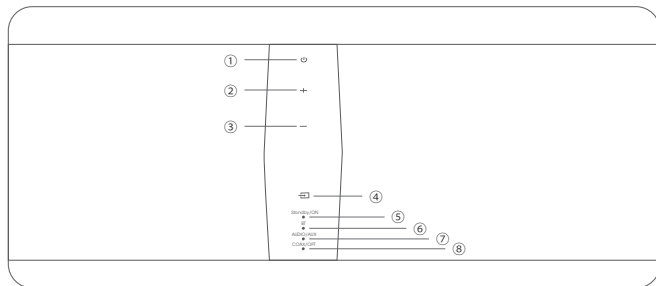 ①
②
③
④
Standby/ON
⑤
BT
⑥
AUDIO/AUX
⑦
COAX/OPT
⑧